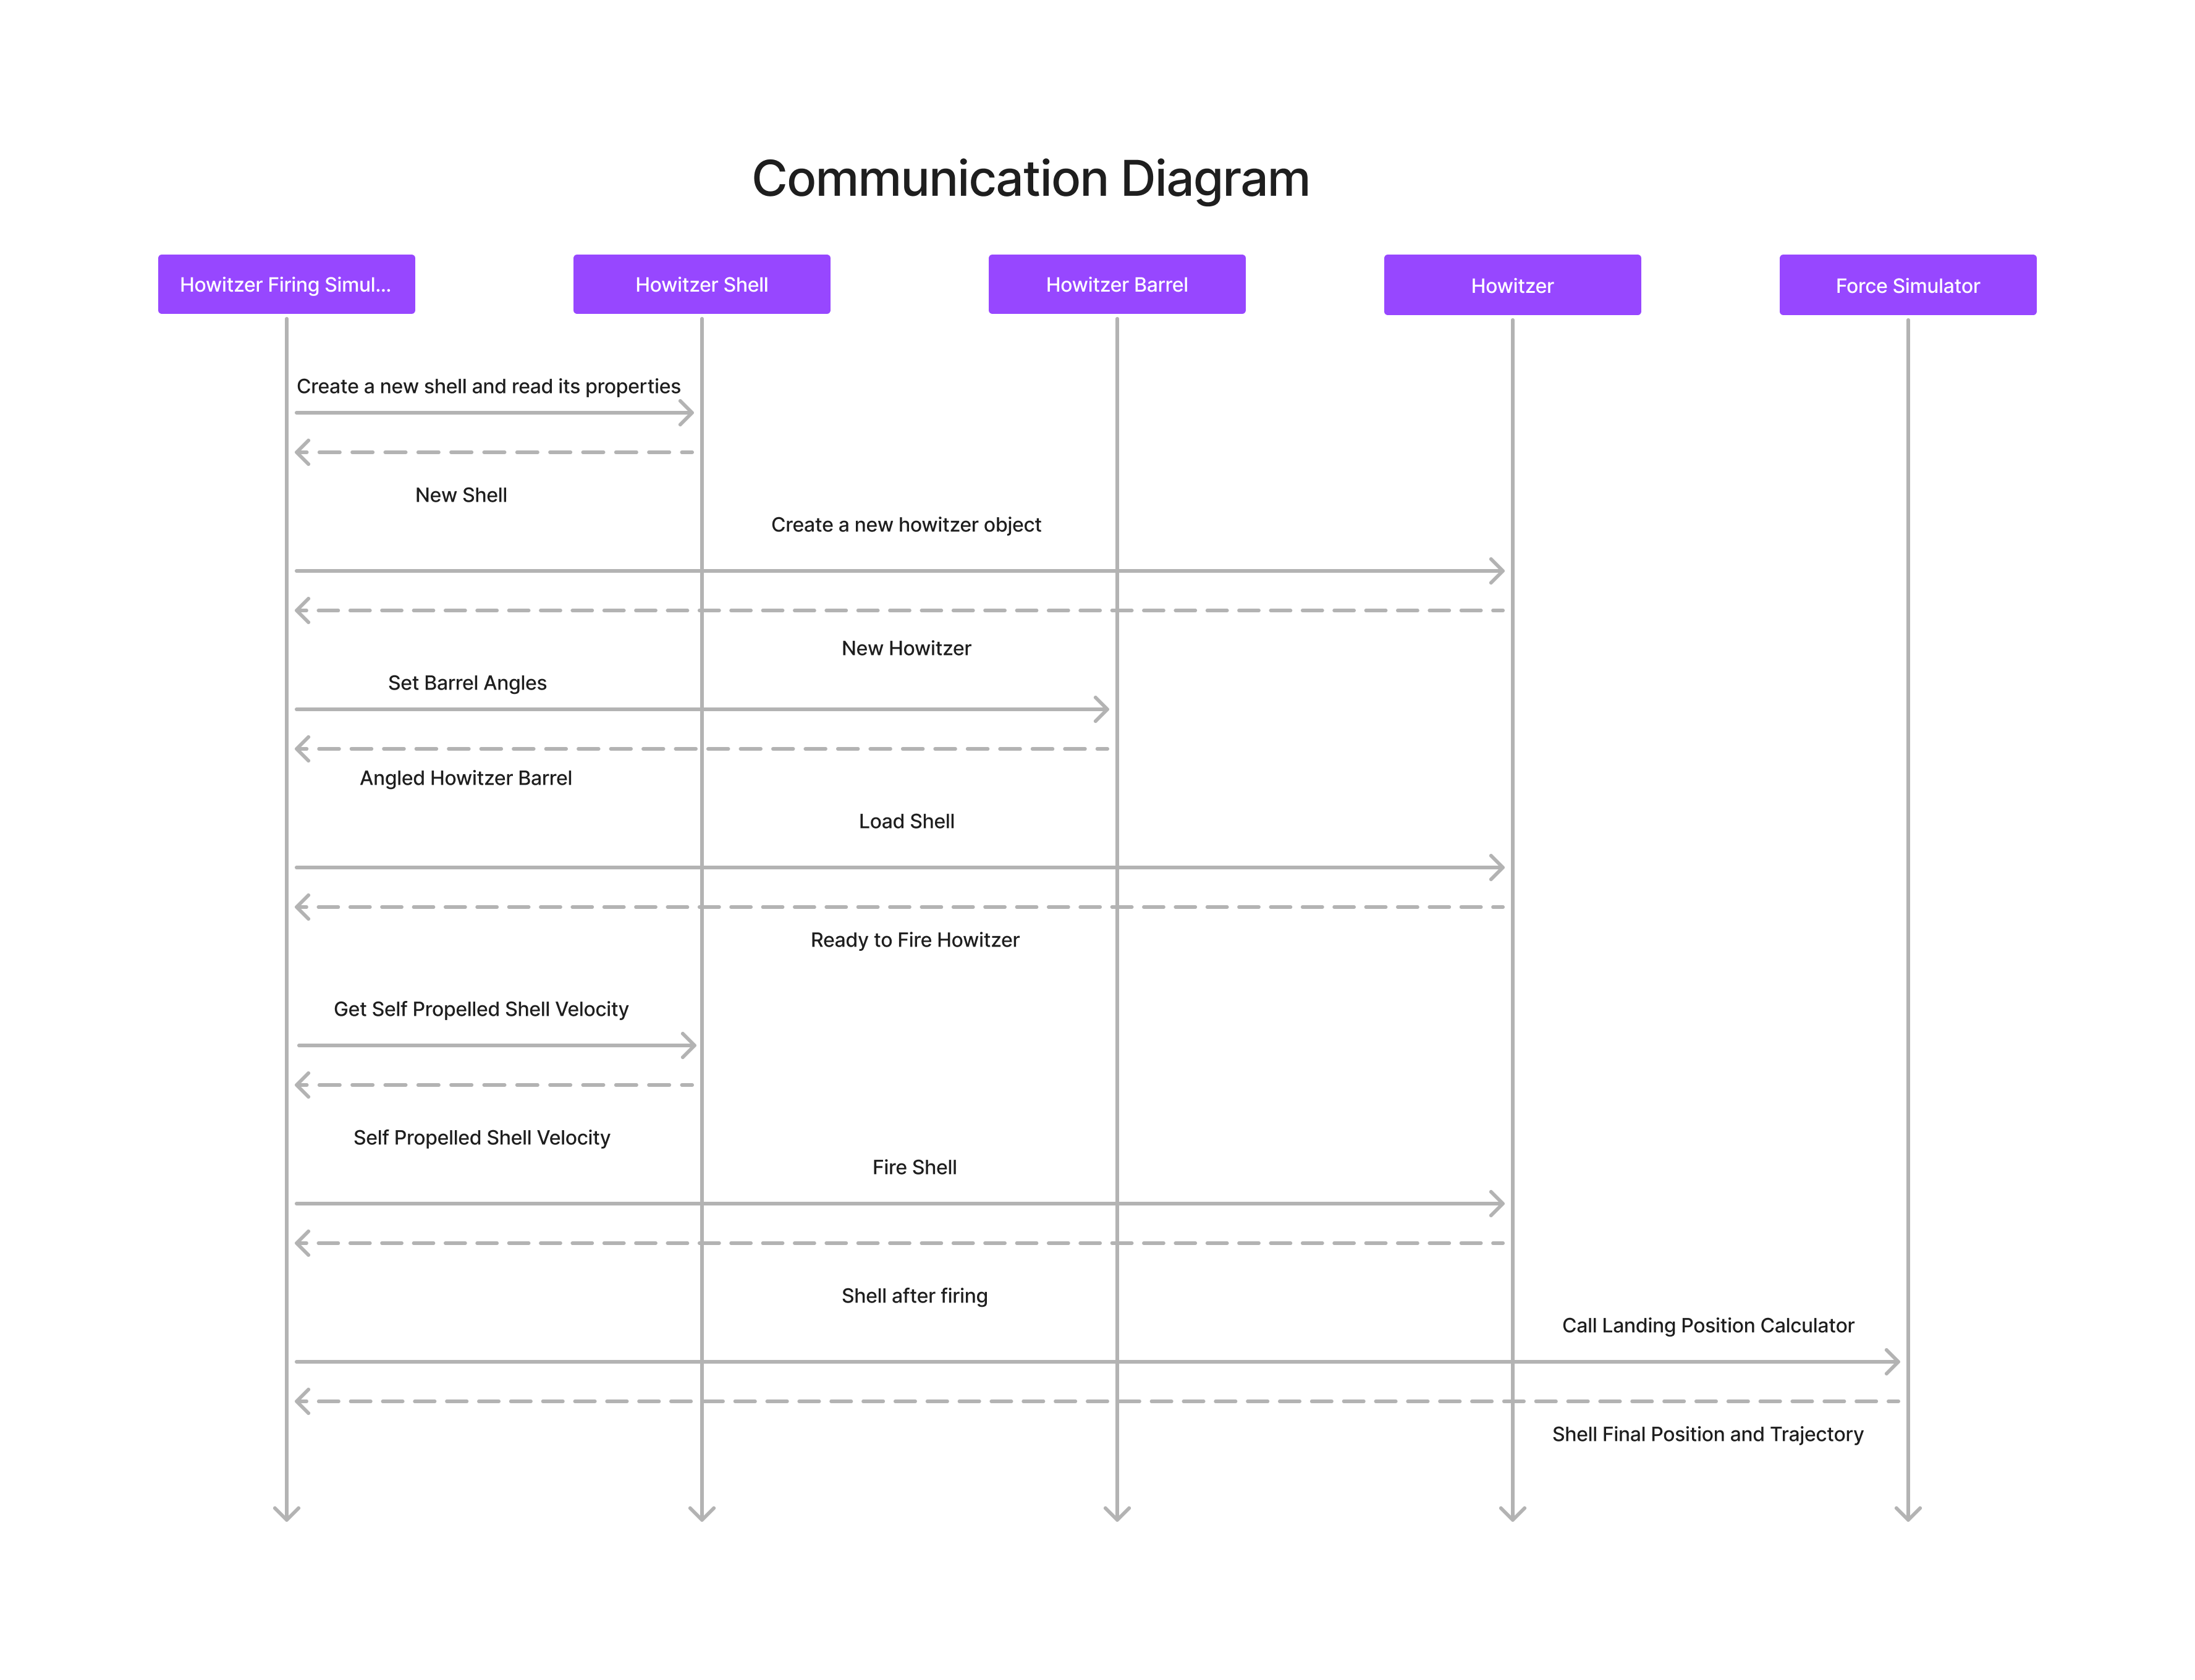 Communication Diagram
Howitzer Firing Simul...
Howitzer Shell
Howitzer Barrel
Howitzer
Force Simulator
Create a new shell and read its properties
New Shell
Create a new howitzer object
New Howitzer
Set Barrel Angles
Angled Howitzer Barrel
Load Shell
Ready to Fire Howitzer
Get Self Propelled Shell Velocity
Self Propelled Shell Velocity
Fire Shell
Shell after firing
Call Landing Position Calculator
Shell Final Position and Trajectory